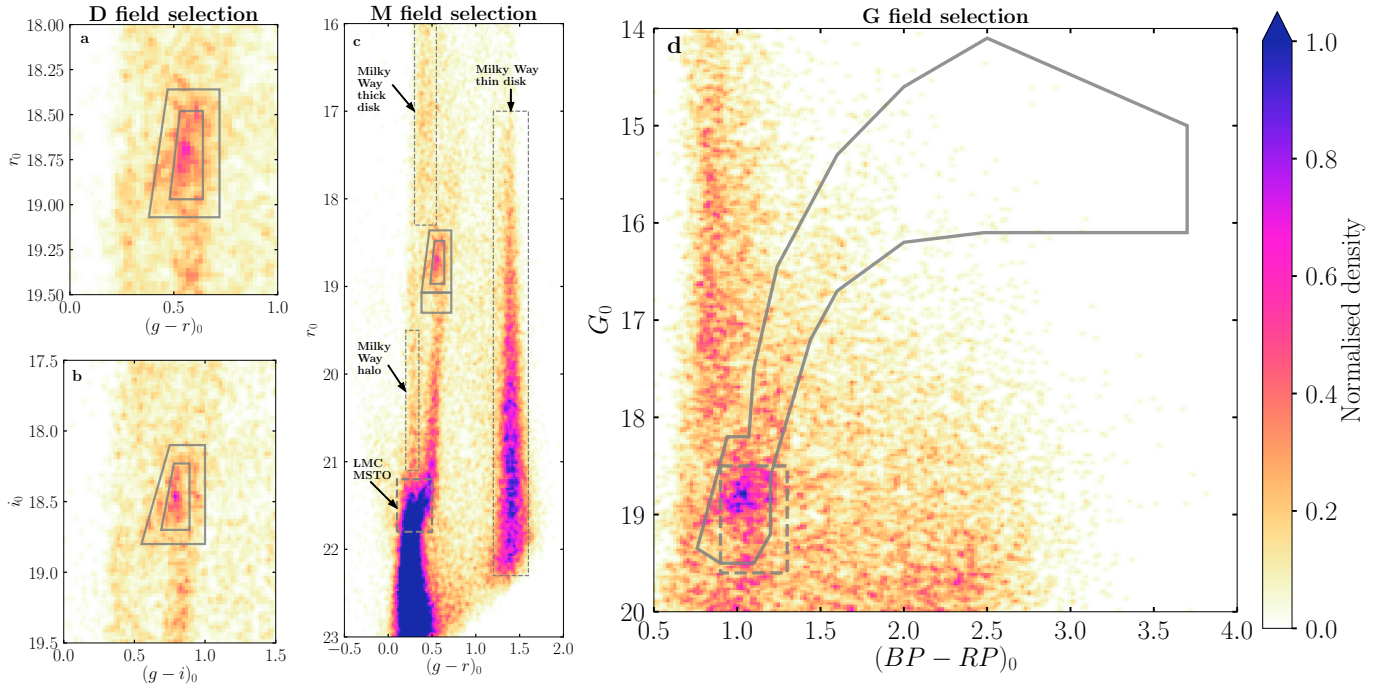 D field selection
a
18.00
18.25
18.50
18.75
19.00
19.25
19.50
r₀
0.0
0.5
1.0
(g − r)₀
b
17.5
18.0
18.5
19.0
19.5
i₀
0.0
0.5
1.0
1.5
(g − i)₀
M field selection
c
16
17
18
19
20
21
22
23
r₀
Milky
Way
thick
disk
Milky Way
thin disk
Milky
Way
halo
LMC
MSTO
−0.5
0.0
0.5
1.0
1.5
2.0
(g − r)₀
G field selection
d
14
15
16
17
18
19
20
G₀
0.5
1.0
1.5
2.0
2.5
3.0
3.5
4.0
(BP − RP)₀
1.0
0.8
0.6
0.4
0.2
0.0
Normalised density